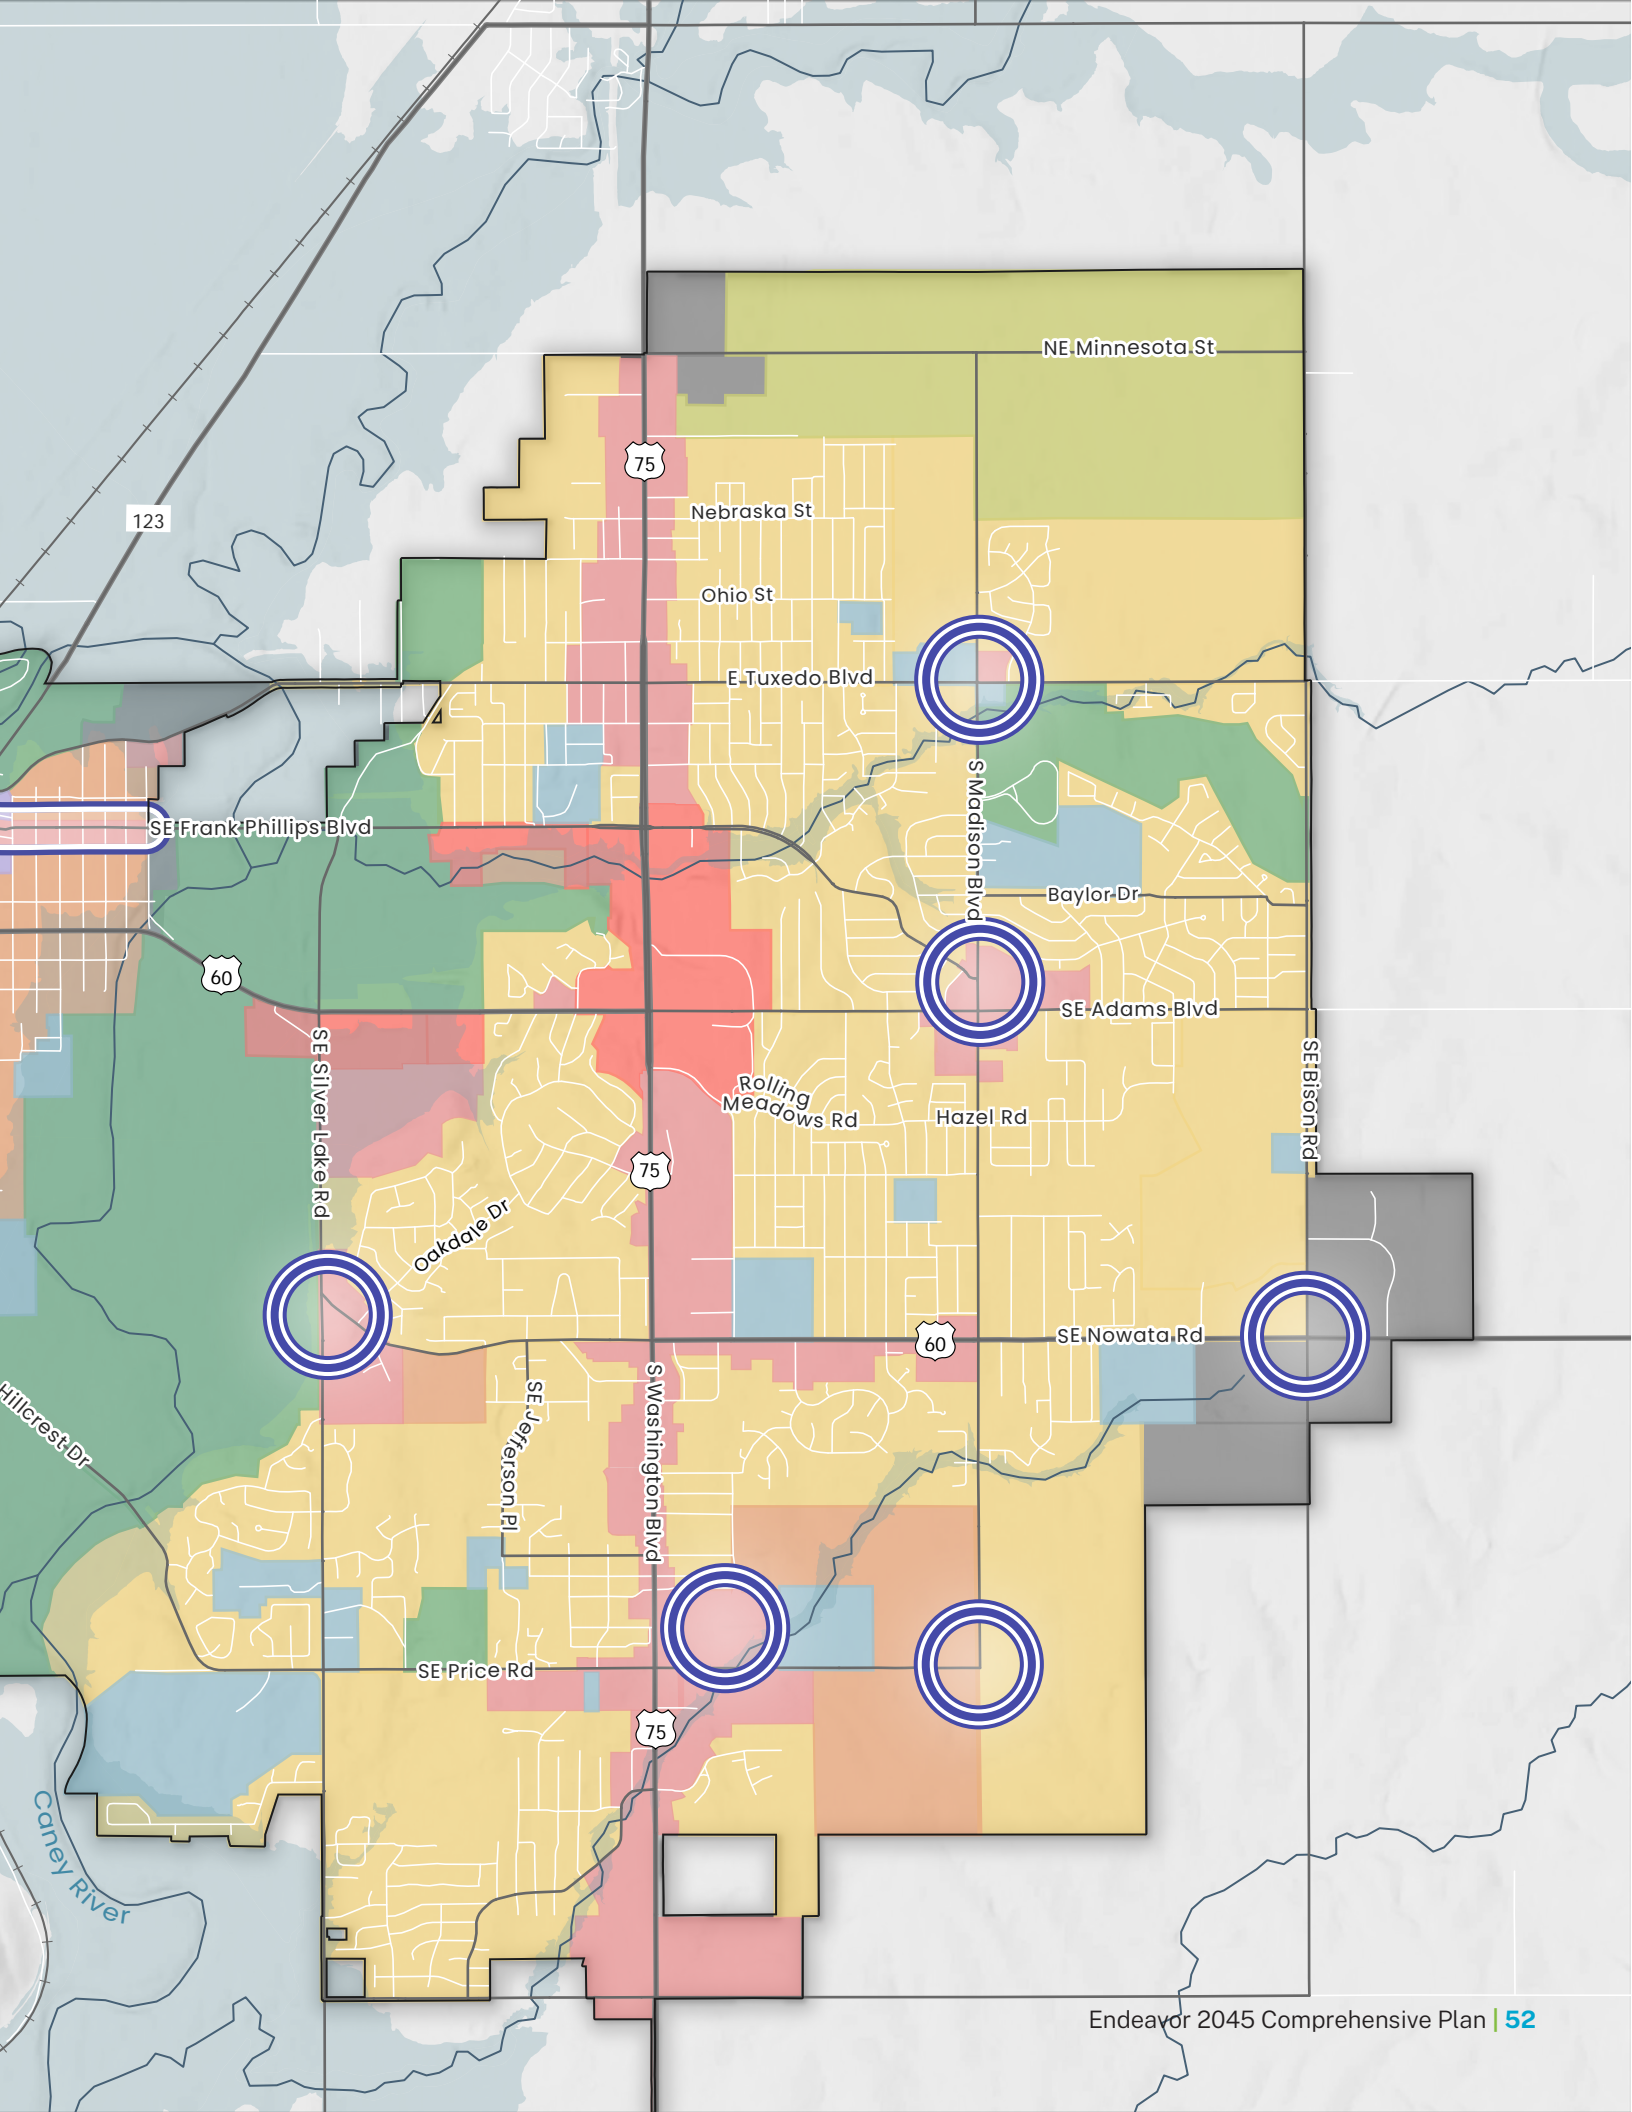 NE Minnesota St
75
Nebraska St
123
Ohio St
E Tuxedo Blvd
S Madison Blvd
SE Frank Phillips Blvd
Baylor Dr
60
SE Adams Blvd
SE Silver Lake Rd
SE Bison Rd
Rolling
Meadows Rd
Hazel Rd
75
Oakdale Dr
60
SE Nowata Rd
S Washington Blvd
SE Jefferson Pl
Hillcrest Dr
SE Price Rd
75
Caney River
Endeavor 2045 Comprehensive Plan | 52